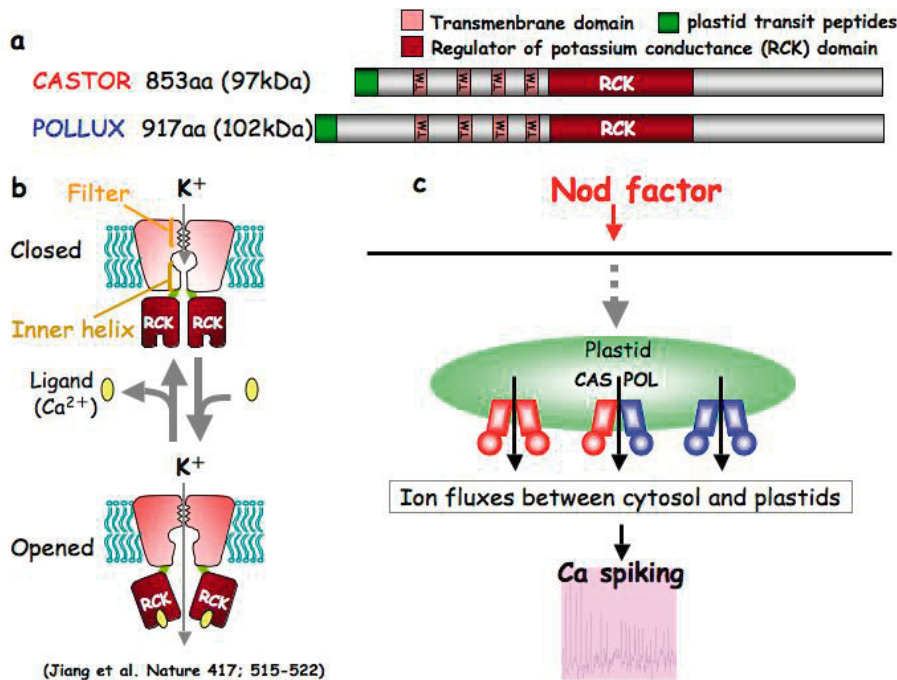 a
Transmenbrane domain
plastid transit peptides
Regulator of potassium conductance (RCK) domain
CASTOR 853aa (97kDa)
TM TM TM TM RCK
POLLUX 917aa (102kDa)
TM TM TM TM RCK
b
Filter
K+
Closed
Inner helix
RCK RCK
Ligand
(Ca2+)
K+
Opened
RCK RCK
(Jiang et al. Nature 417; 515-522)
c
Nod factor
Plastid
CAS POL
Ion fluxes between cytosol and plastids
Ca spiking